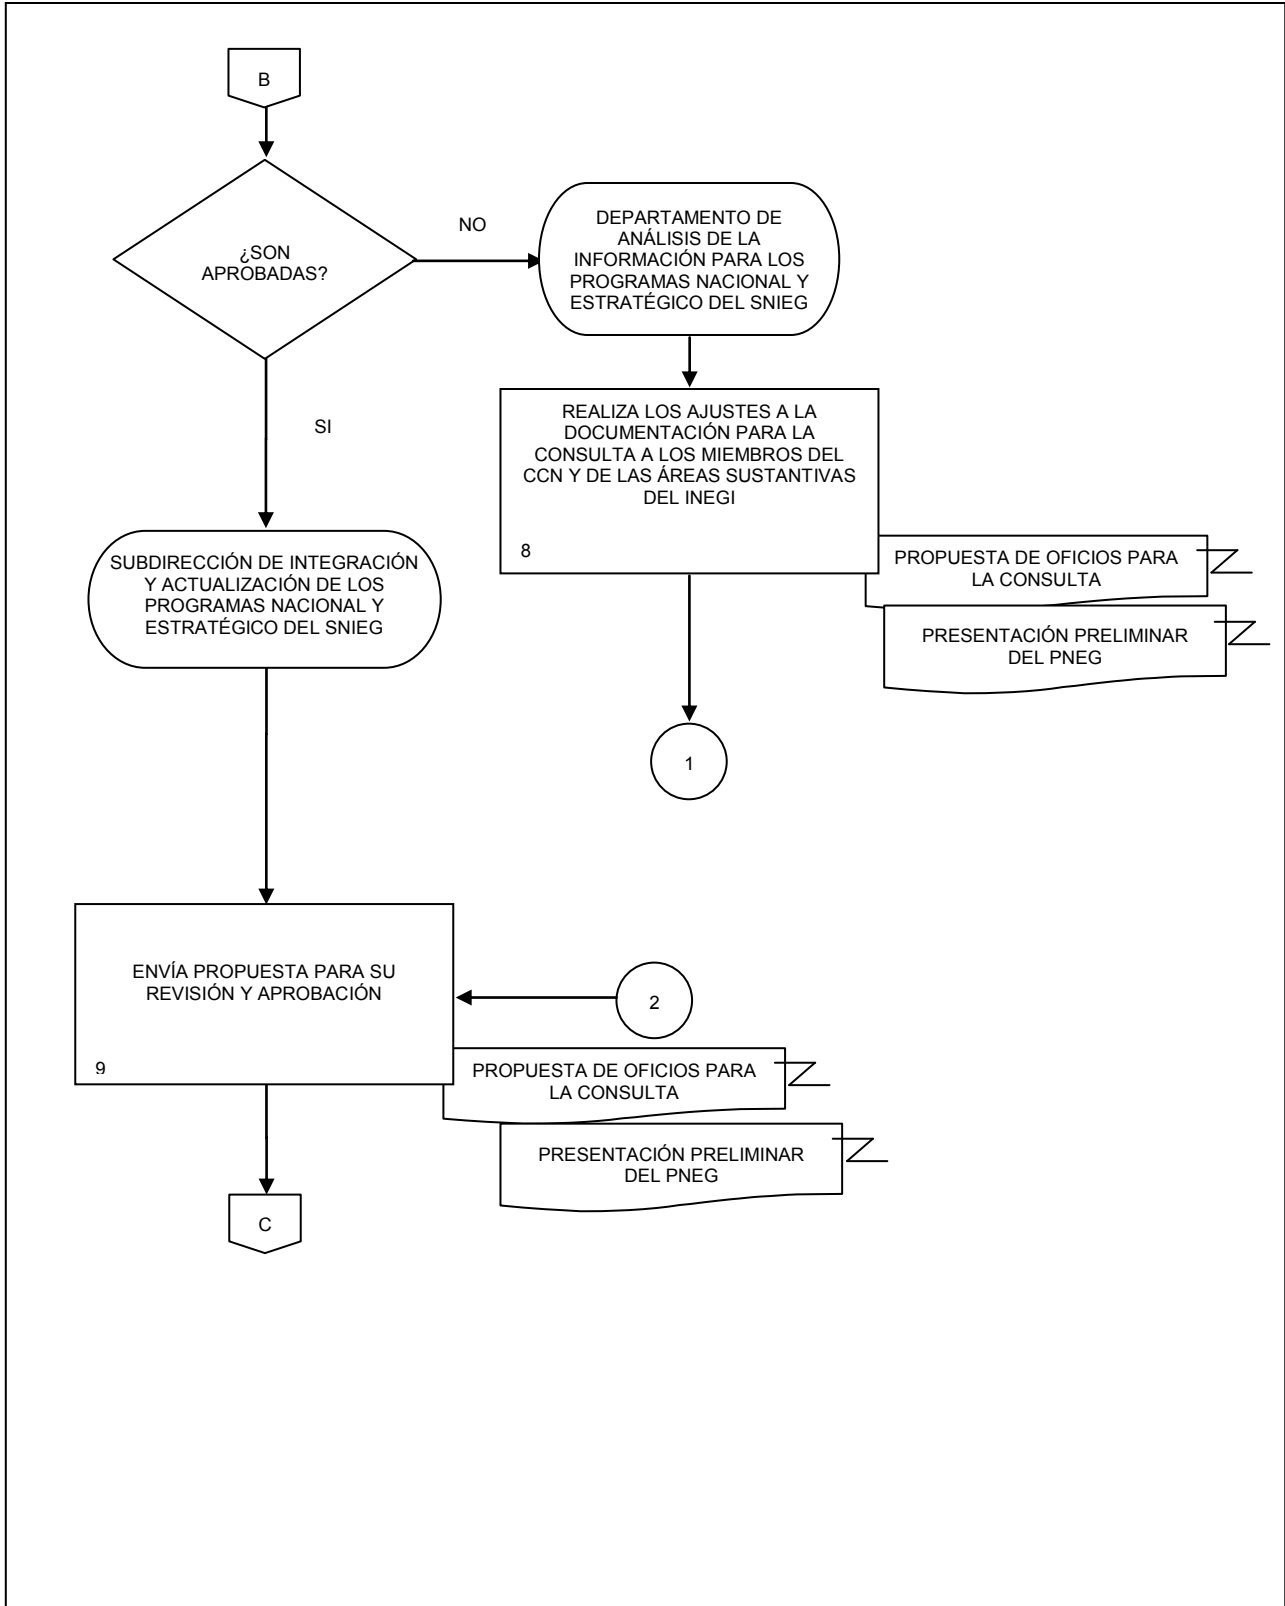 B
¿SON
APROBADAS?
NO
DEPARTAMENTO DE
ANÁLISIS DE LA
INFORMACIÓN PARA LOS
PROGRAMAS NACIONAL Y
ESTRATÉGICO DEL SNIEG
SI
REALIZA LOS AJUSTES A LA
DOCUMENTACIÓN PARA LA
CONSULTA A LOS MIEMBROS DEL
CCN Y DE LAS ÁREAS SUSTANTIVAS
DEL INEGI
8
PROPUESTA DE OFICIOS PARA
LA CONSULTA
PRESENTACIÓN PRELIMINAR
DEL PNEG
1
SUBDIRECCIÓN DE INTEGRACIÓN
Y ACTUALIZACIÓN DE LOS
PROGRAMAS NACIONAL Y
ESTRATÉGICO DEL SNIEG
ENVÍA PROPUESTA PARA SU
REVISIÓN Y APROBACIÓN
9
2
PROPUESTA DE OFICIOS PARA
LA CONSULTA
PRESENTACIÓN PRELIMINAR
DEL PNEG
C